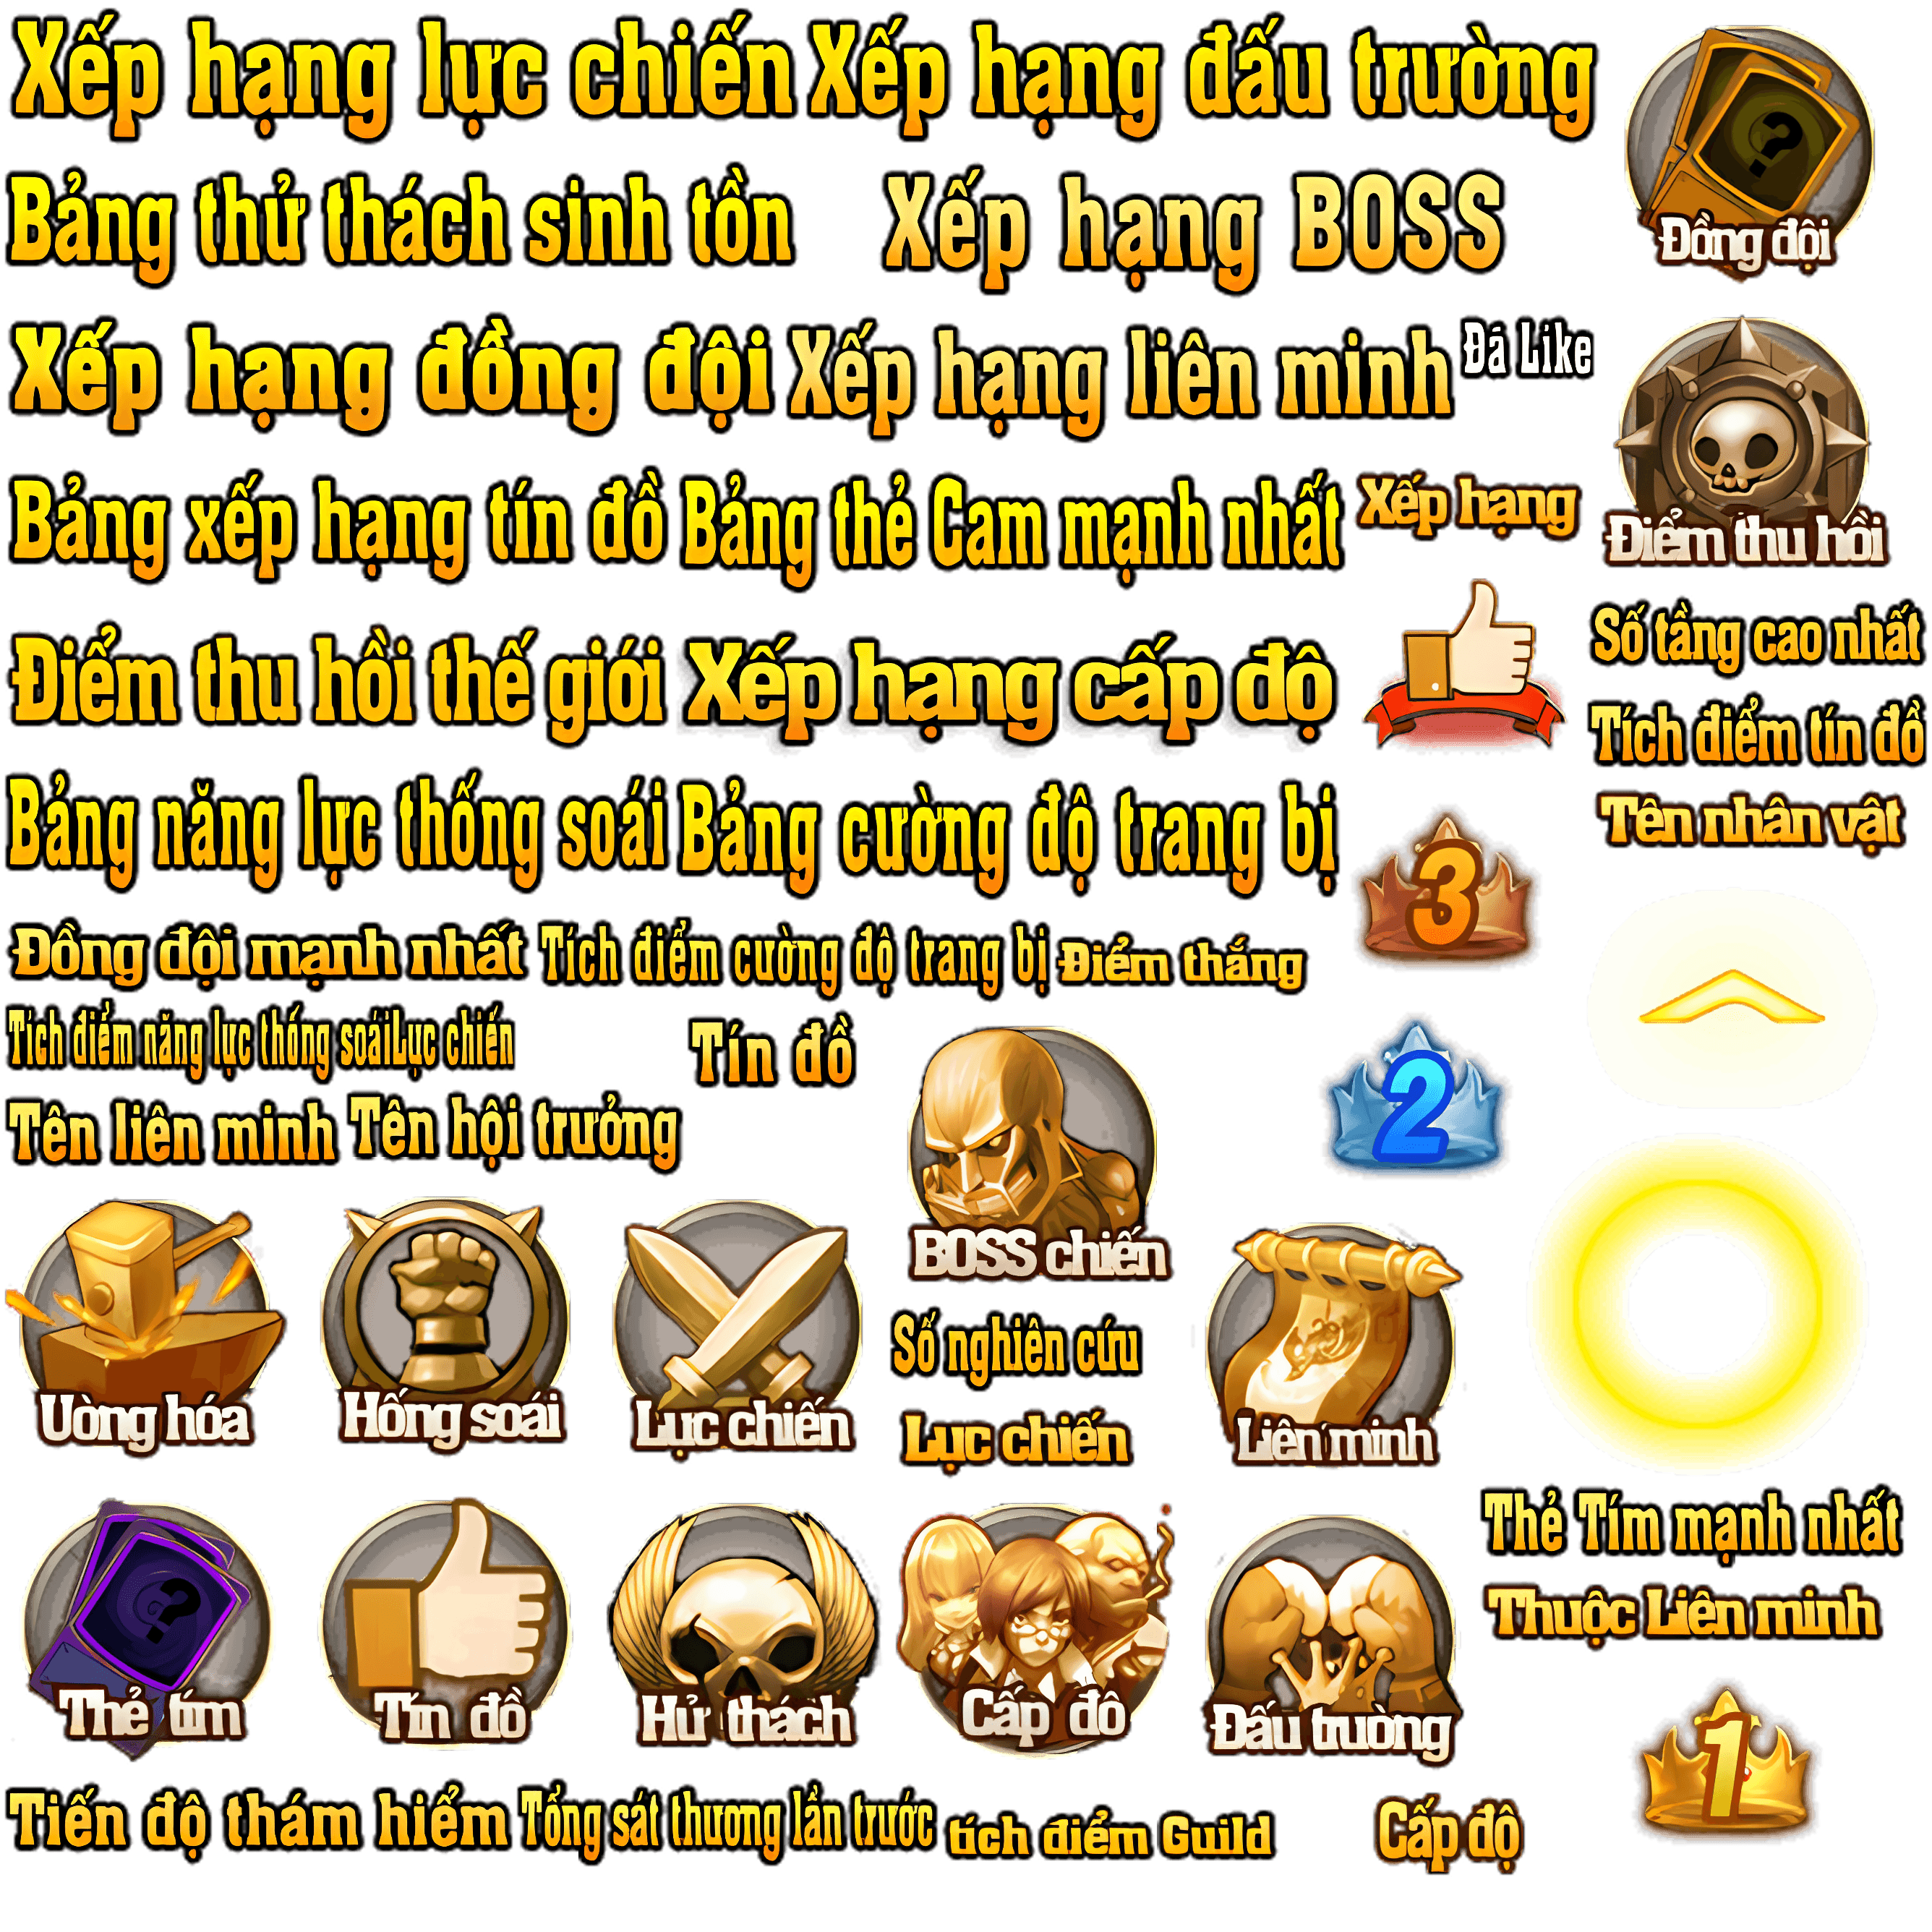 Xếp hạng lực chiến
Xếp hạng đấu trường
Đồng đội
Bảng thử thách sinh tồn
Xếp hạng BOSS
Xếp hạng đồng đội
Xếp hạng liên minh
Đã Like
Điểm thu hồi
Bảng xếp hạng tín đồ
Bảng thẻ Cam mạnh nhất
Xếp hạng
Điểm thu hồi thế giới
Xếp hạng cấp độ
Số tầng cao nhất
Tích điểm tín đồ
Tên nhân vật
Bảng năng lực thống soái
Bảng cường độ trang bị
3
Đồng đội mạnh nhất
Tích điểm cường độ trang bị
Điểm thắng
Tích điểm năng lực thống soái
Lực chiến
Tín đồ
2
Tên liên minh
Tên hội trưởng
BOSS chiến
Uòng hóa
Hống soái
Lực chiến
Số nghiên cứu
Lực chiến
Liên minh
Thẻ Tím mạnh nhất
Thuộc Liên minh
Thẻ tím
Tín đồ
Hử thách
Cấp đô
Đấu truòng
1
Tiến độ thám hiểm
Tổng sát thương lần trước
tích điểm Guild
Cấp độ